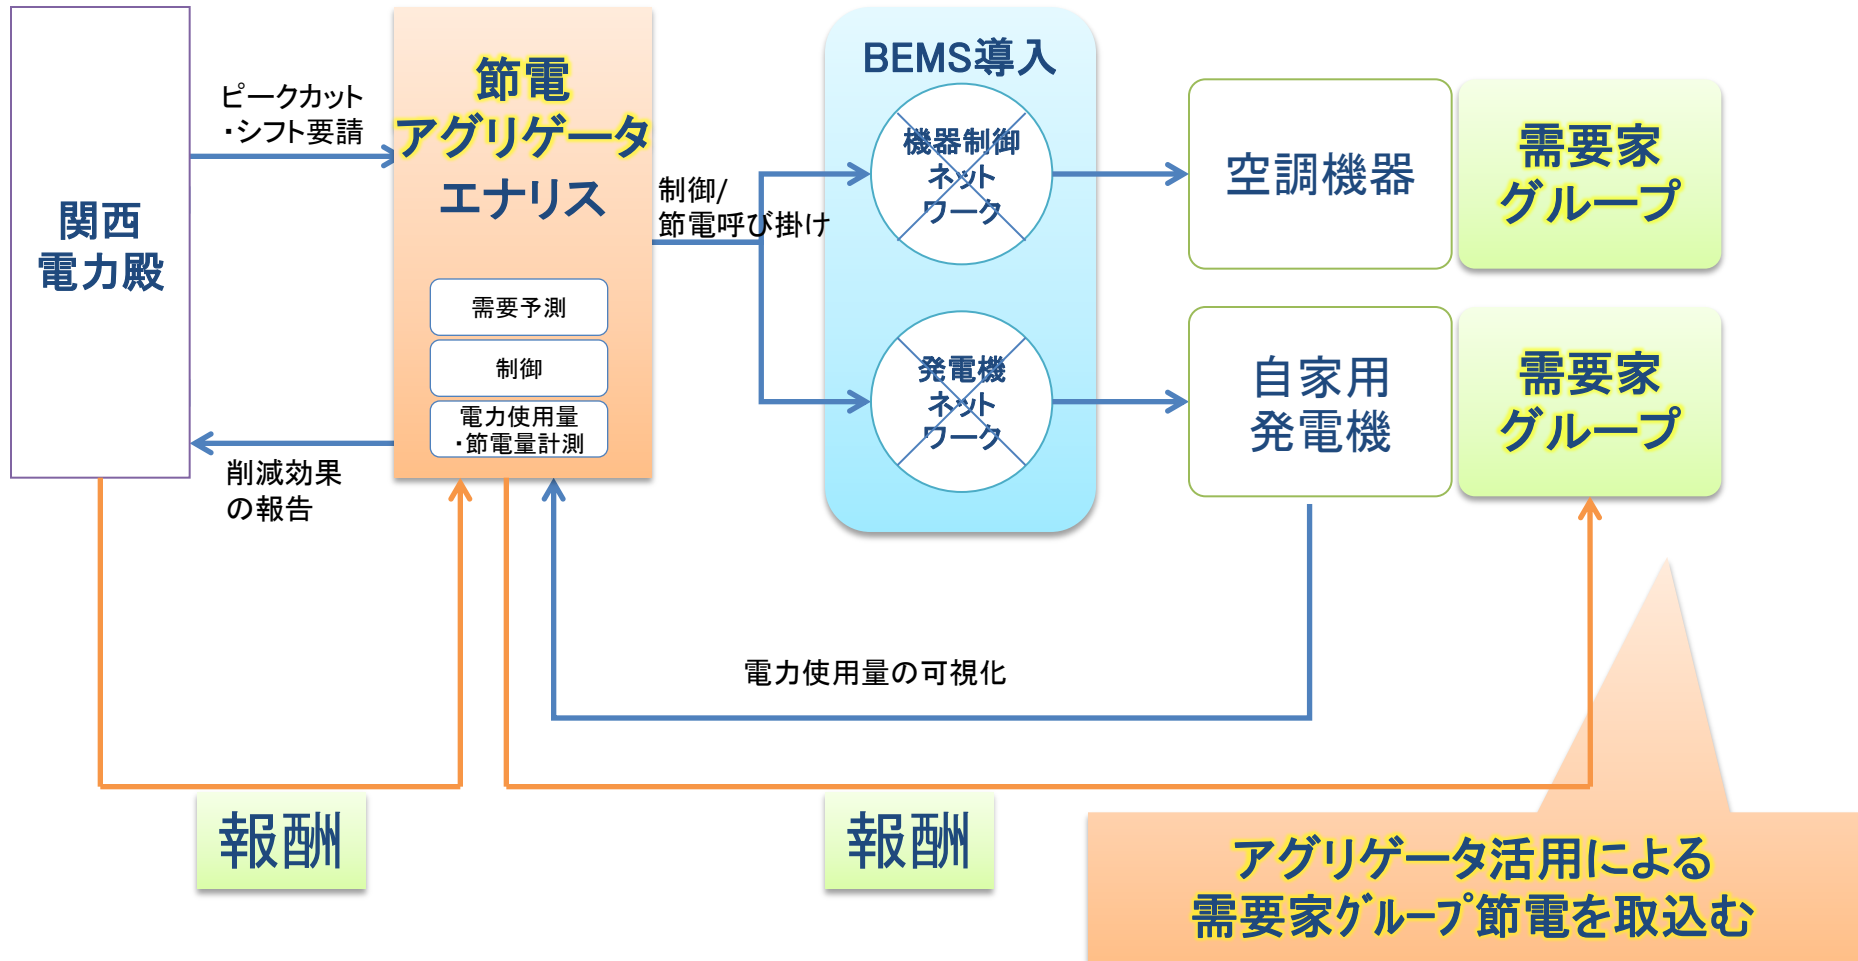 関西
電力殿
ピークカット
・シフト要請
節電
アグリゲータ
エナリス
需要予測
制御
電力使用量
・節電量計測
削減効果
の報告
制御/
節電呼び掛け
BEMS導入
機器制御
ネット
ワーク
発電機
ネット
ワーク
空調機器
需要家
グループ
自家用
発電機
需要家
グループ
電力使用量の可視化
報酬
報酬
アグリゲータ活用による
需要家グループ節電を取込む